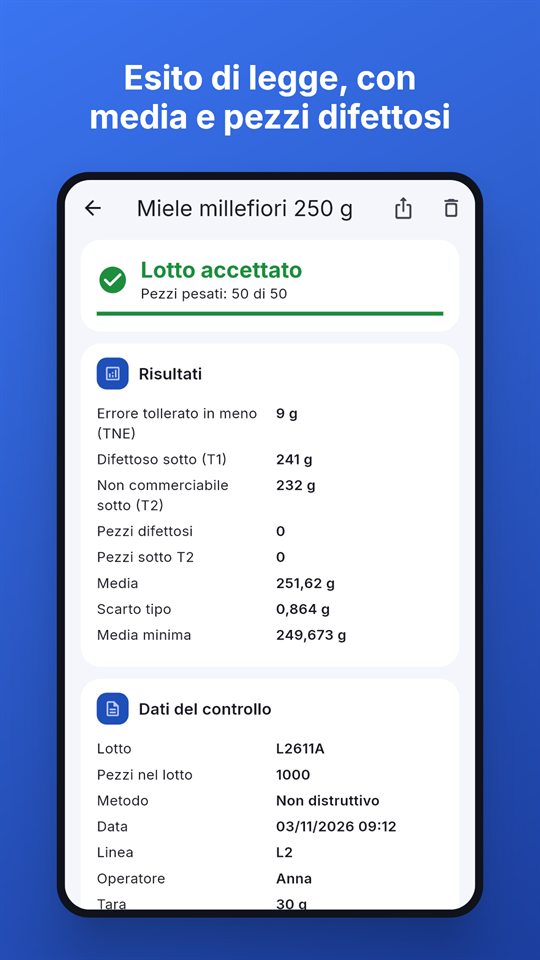 Esito di legge, con
media e pezzi difettosi
Miele millefiori 250 g
Lotto accettato
Pezzi pesati: 50 di 50
Risultati
Errore tollerato in meno 9 g
(TNE)
Difettoso sotto (T1) 241 g
Non commerciabile 232 g
sotto (T2)
Pezzi difettosi 0
Pezzi sotto T2 0
Media 251,62 g
Scarto tipo 0,864 g
Media minima 249,673 g
Dati del controllo
Lotto L2611A
Pezzi nel lotto 1000
Metodo Non distruttivo
Data 03/11/2026 09:12
Linea L2
Operatore Anna
Tara 30 g